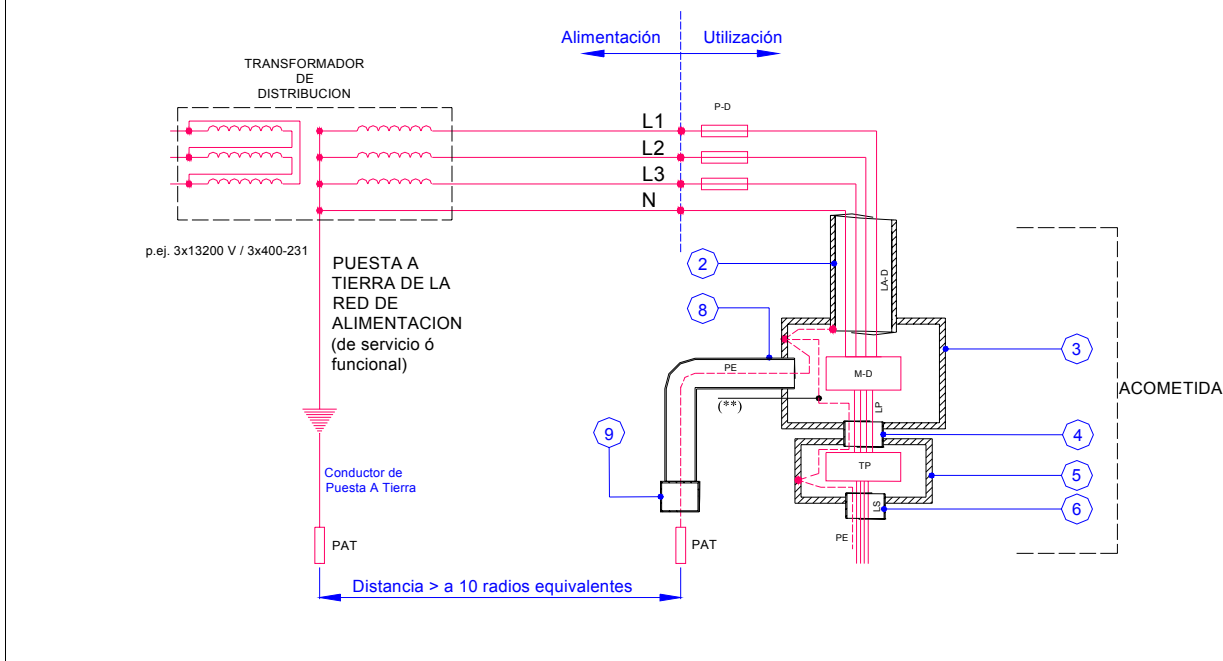 Alimentación
Utilización
TRANSFORMADOR
DE
DISTRIBUCION
P-D
L1
L2
L3
N
p.ej. 3x13200 V / 3x400-231
PUESTA A
TIERRA DE LA
RED DE
ALIMENTACION
(de servicio ó
funcional)
2
LA-D
8
3
PE
M-D
ACOMETIDA
(**)
LP
9
4
TP
5
Conductor de
Puesta A Tierra
LS
6
PE
PAT
PAT
Distancia > a 10 radios equivalentes